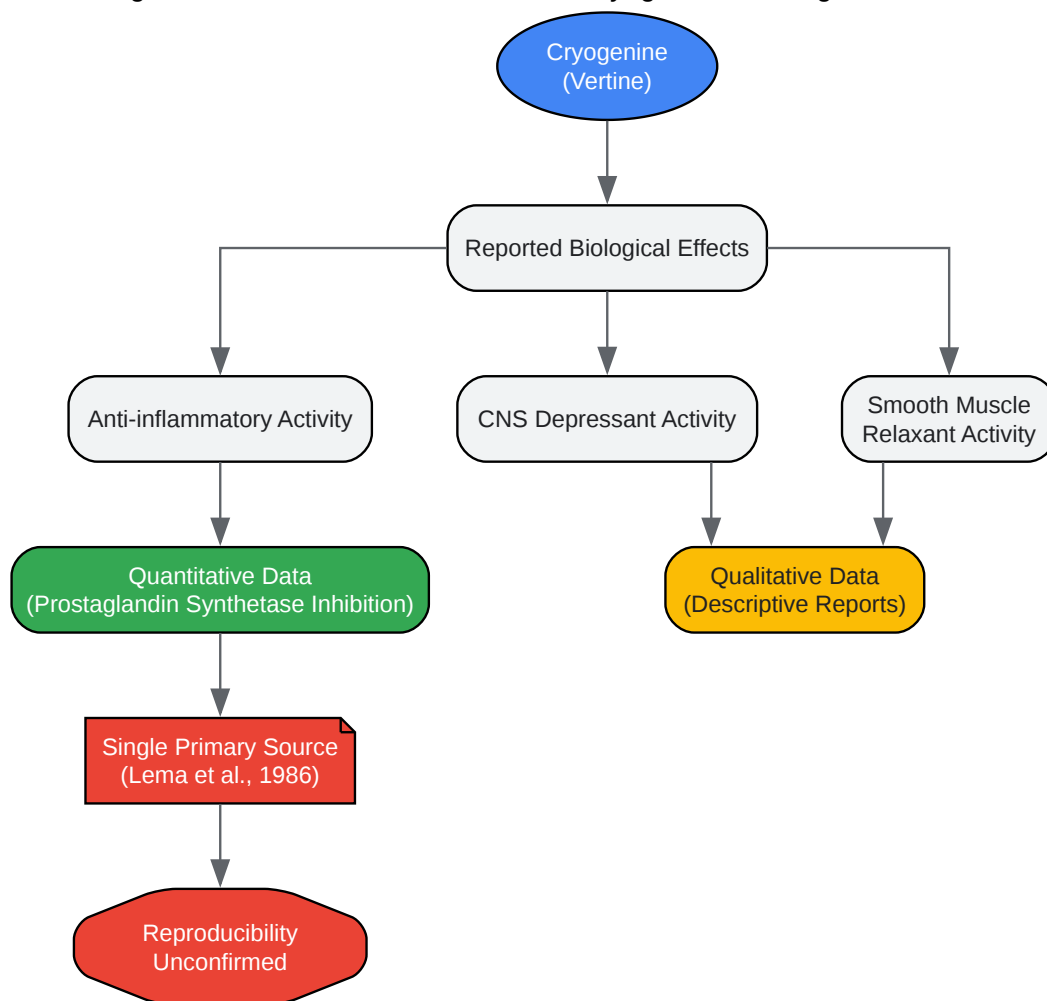 Cryogenine
(Vertine)
Reported Biological Effects
Anti-inflammatory Activity
CNS Depressant Activity
Smooth Muscle
Relaxant Activity
Quantitative Data
(Prostaglandin Synthetase Inhibition)
Qualitative Data
(Descriptive Reports)
Single Primary Source
(Lema et al., 1986)
Reproducibility
Unconfirmed